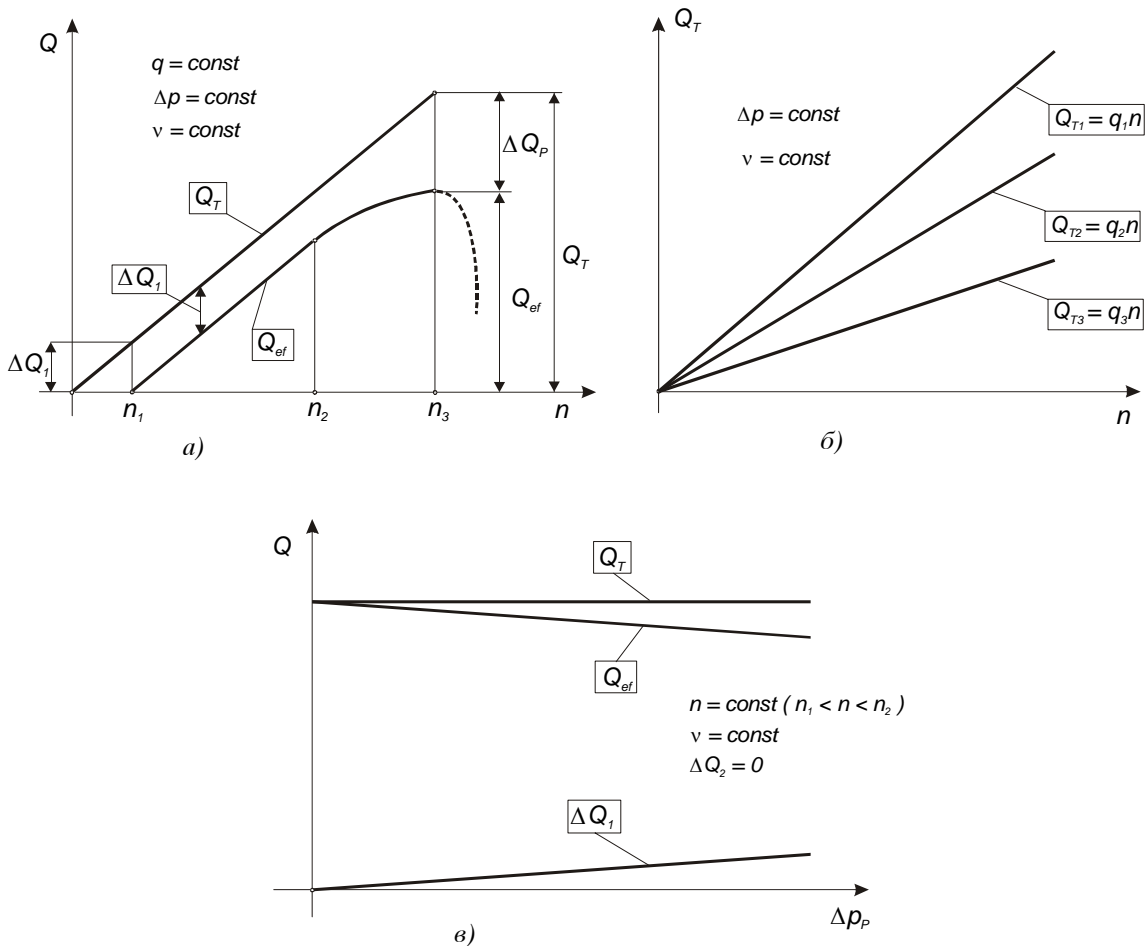 Q
q = const
Δp = const
ν = const
Q_T
ΔQ_1
Q_ef
ΔQ_1
ΔQ_P
Q_T
Q_ef
n_1
n_2
n_3
n
а)
Q_T
Δp = const
ν = const
Q_T1 = q_1n
Q_T2 = q_2n
Q_T3 = q_3n
n
б)
Q
Q_T
Q_ef
n = const ( n_1 < n < n_2 )
ν = const
ΔQ_2 = 0
ΔQ_1
Δp_P
в)